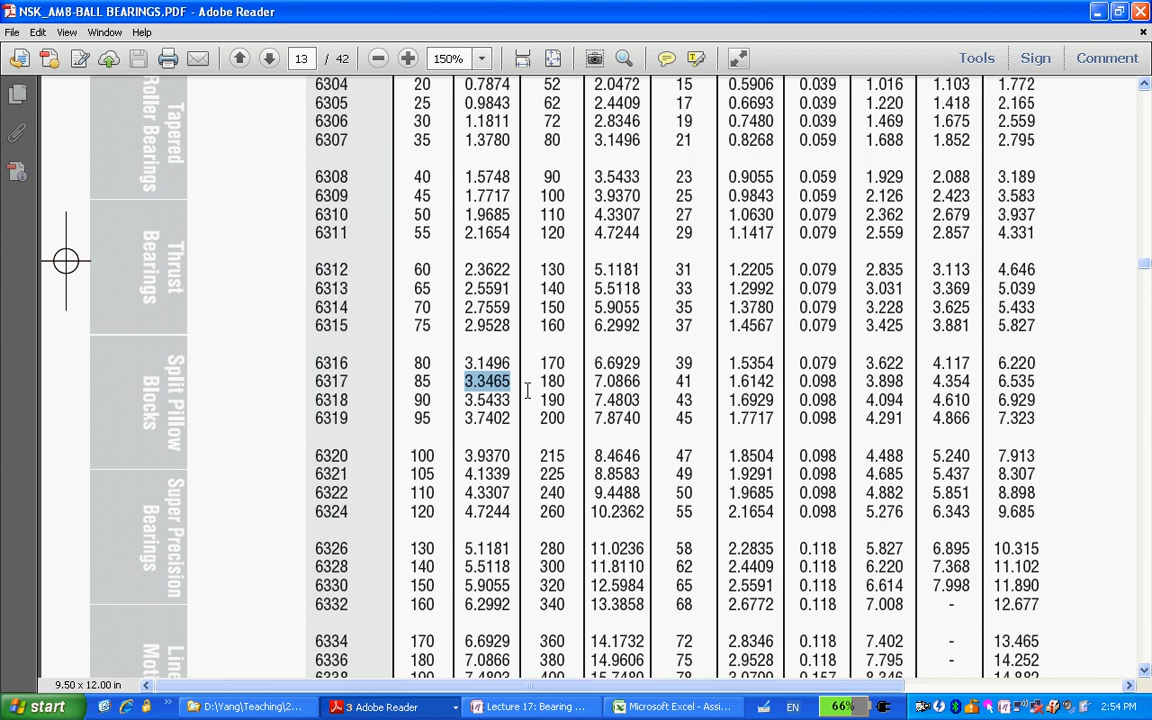 NSK_AM8-BALL BEARINGS.PDF - Adobe Reader
File Edit View Window Help
13 / 42 150% Tools Sign Comment
Tapered Roller Bearings
Thrust Bearings
Split Pillow Blocks
Super Precision Bearings
6304 20 0.7874 52 2.0472 15 0.5906 0.039 1.016 1.103 1.772
6305 25 0.9843 62 2.4409 17 0.6693 0.039 1.220 1.418 2.165
6306 30 1.1811 72 2.8346 19 0.7480 0.039 1.469 1.675 2.559
6307 35 1.3780 80 3.1496 21 0.8268 0.059 1.688 1.852 2.795
6308 40 1.5748 90 3.5433 23 0.9055 0.059 1.929 2.088 3.189
6309 45 1.7717 100 3.9370 25 0.9843 0.059 2.126 2.423 3.583
6310 50 1.9685 110 4.3307 27 1.0630 0.079 2.362 2.679 3.937
6311 55 2.1654 120 4.7244 29 1.1417 0.079 2.559 2.857 4.331
6312 60 2.3622 130 5.1181 31 1.2205 0.079 2.835 3.113 4.646
6313 65 2.5591 140 5.5118 33 1.2992 0.079 3.031 3.369 5.039
6314 70 2.7559 150 5.9055 35 1.3780 0.079 3.228 3.625 5.433
6315 75 2.9528 160 6.2992 37 1.4567 0.079 3.425 3.881 5.827
6316 80 3.1496 170 6.6929 39 1.5354 0.079 3.622 4.117 6.220
6317 85 3.3465 180 7.0866 41 1.6142 0.098 3.898 4.354 6.535
6318 90 3.5433 190 7.4803 43 1.6929 0.098 4.094 4.610 6.929
6319 95 3.7402 200 7.8740 45 1.7717 0.098 4.291 4.866 7.323
6320 100 3.9370 215 8.4646 47 1.8504 0.098 4.488 5.240 7.913
6321 105 4.1339 225 8.8583 49 1.9291 0.098 4.685 5.437 8.307
6322 110 4.3307 240 9.4488 50 1.9685 0.098 4.882 5.851 8.898
6324 120 4.7244 260 10.2362 55 2.1654 0.098 5.276 6.343 9.685
6326 130 5.1181 280 11.0236 58 2.2835 0.118 5.827 6.895 10.315
6328 140 5.5118 300 11.8110 62 2.4409 0.118 6.220 7.368 11.102
6330 150 5.9055 320 12.5984 65 2.5591 0.118 6.614 7.998 11.890
6332 160 6.2992 340 13.3858 68 2.6772 0.118 7.008 - 12.677
6334 170 6.6929 360 14.1732 72 2.8346 0.118 7.402 - 13.465
6336 180 7.0866 380 14.9606 75 2.9528 0.118 7.795 - 14.252
9.50 x 12.00 in
start D:\Yang\Teaching\2... 3 Adobe Reader Lecture 17: Bearing ... Microsoft Excel - Assi... EN 66% 2:54 PM